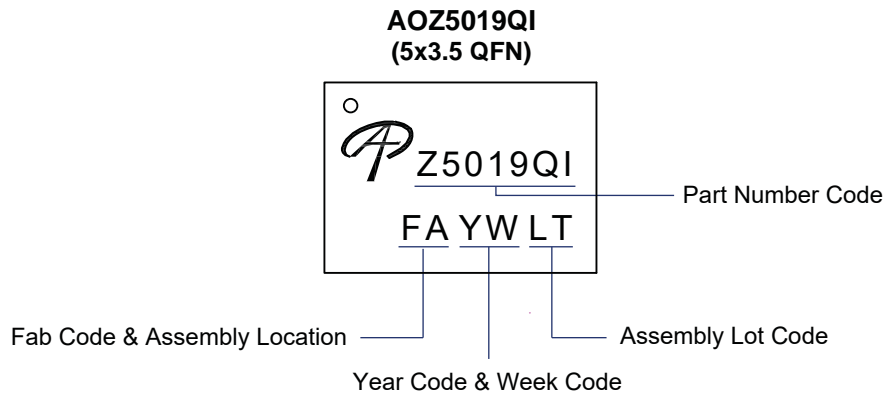 AOZ5019QI
(5x3.5 QFN)
Z5019QI
Part Number Code
FA YW LT
Fab Code & Assembly Location
Assembly Lot Code
Year Code & Week Code